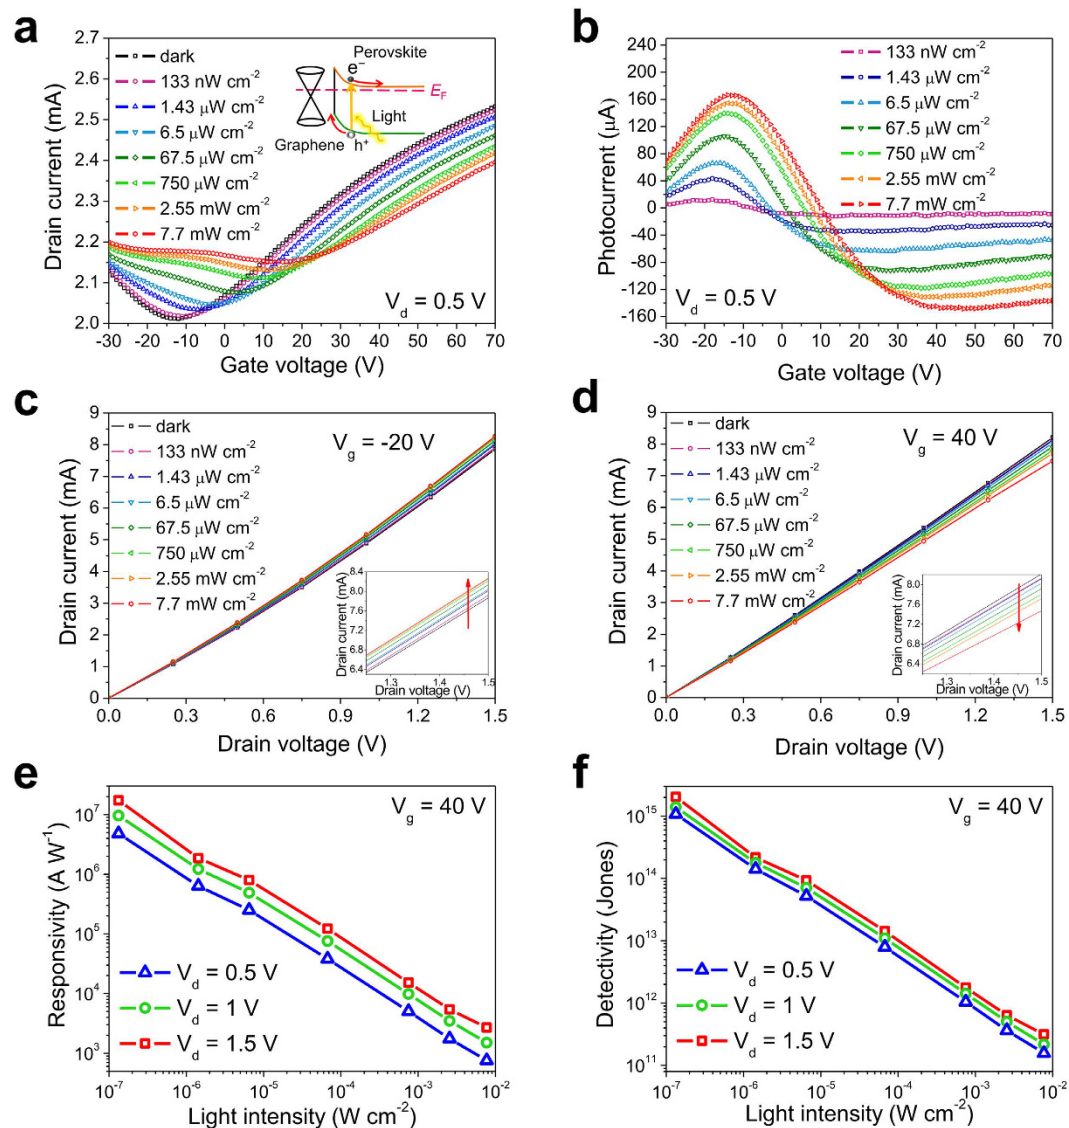 a
dark
133 nW cm-2
1.43 μW cm-2
6.5 μW cm-2
67.5 μW cm-2
750 μW cm-2
2.55 mW cm-2
7.7 mW cm-2
Perovskite
e−
EF
Light
Graphene
h+
Vd = 0.5 V
2.7
2.6
2.5
2.4
2.3
2.2
2.1
2.0
Drain current (mA)
-30 -20 -10 0 10 20 30 40 50 60 70
Gate voltage (V)
b
133 nW cm-2
1.43 μW cm-2
6.5 μW cm-2
67.5 μW cm-2
750 μW cm-2
2.55 mW cm-2
7.7 mW cm-2
Vd = 0.5 V
240
200
160
120
80
40
0
-40
-80
-120
-160
Photocurrent (μA)
-30 -20 -10 0 10 20 30 40 50 60 70
Gate voltage (V)
c
dark
133 nW cm-2
1.43 μW cm-2
6.5 μW cm-2
67.5 μW cm-2
750 μW cm-2
2.55 mW cm-2
7.7 mW cm-2
Vg = -20 V
9
8
7
6
5
4
3
2
1
0
Drain current (mA)
8.4
8.0
7.6
7.2
6.8
6.4
Drain current (mA)
1.3 1.4 1.5
Drain voltage (V)
0.0 0.3 0.6 0.9 1.2 1.5
Drain voltage (V)
d
dark
133 nW cm-2
1.43 μW cm-2
6.5 μW cm-2
67.5 μW cm-2
750 μW cm-2
2.55 mW cm-2
7.7 mW cm-2
Vg = 40 V
9
8
7
6
5
4
3
2
1
0
Drain current (mA)
8.0
7.6
7.2
6.8
6.4
Drain current (mA)
1.3 1.4 1.5
Drain voltage (V)
0.0 0.3 0.6 0.9 1.2 1.5
Drain voltage (V)
e
Vg = 40 V
107
106
105
104
103
Responsivity (A W-1)
Vd = 0.5 V
Vd = 1 V
Vd = 1.5 V
10-7 10-6 10-5 10-4 10-3 10-2
Light intensity (W cm-2)
f
Vg = 40 V
1015
1014
1013
1012
1011
Detectivity (Jones)
Vd = 0.5 V
Vd = 1 V
Vd = 1.5 V
10-7 10-6 10-5 10-4 10-3 10-2
Light intensity (W cm-2)